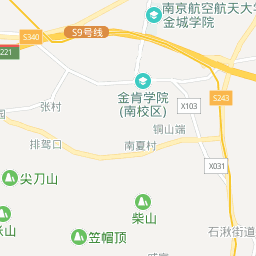 南京航空航天大
金城学院
S9号线
S340
221
金肯学院
(南校区)
S243
张村
X103
铜山端
园
排驾口
南夏村
X031
尖刀山
柴山
石湫街道
笠帽顶